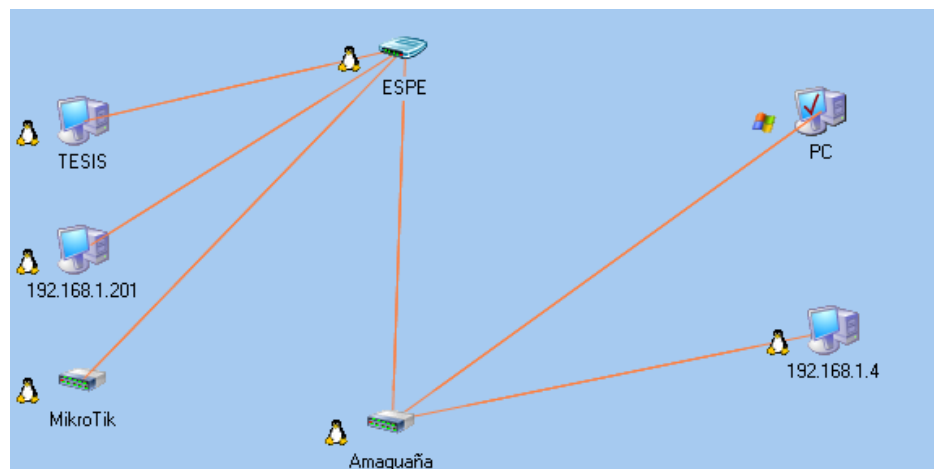 ESPE
TESIS
PC
192.168.1.201
192.168.1.4
MikroTik
Amaguaña